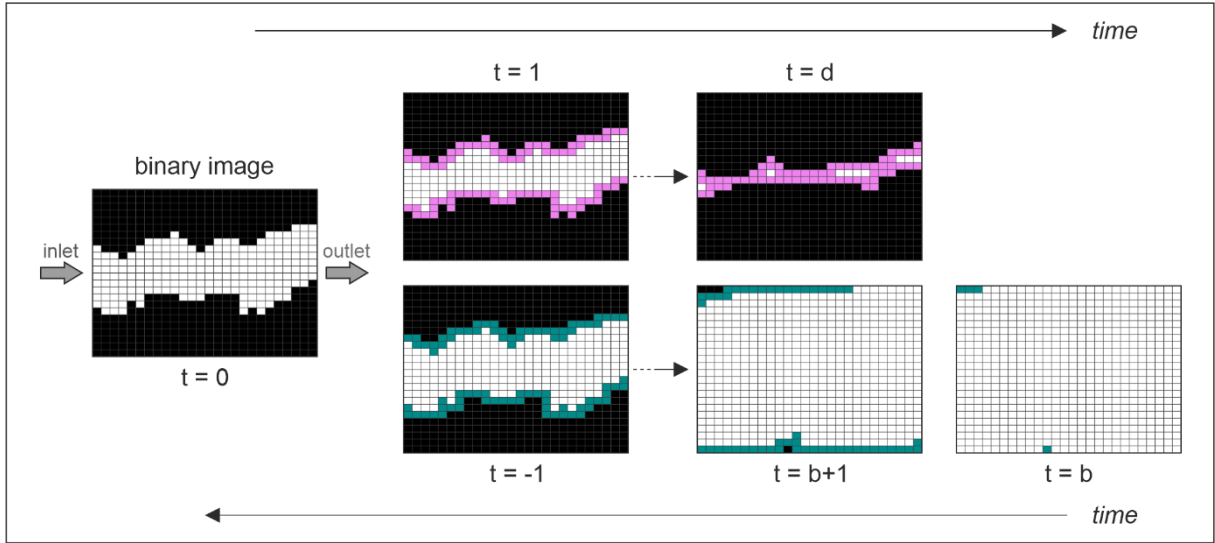 time
t = 1
t = d
binary image
inlet
outlet
t = 0
t = -1
t = b+1
t = b
time